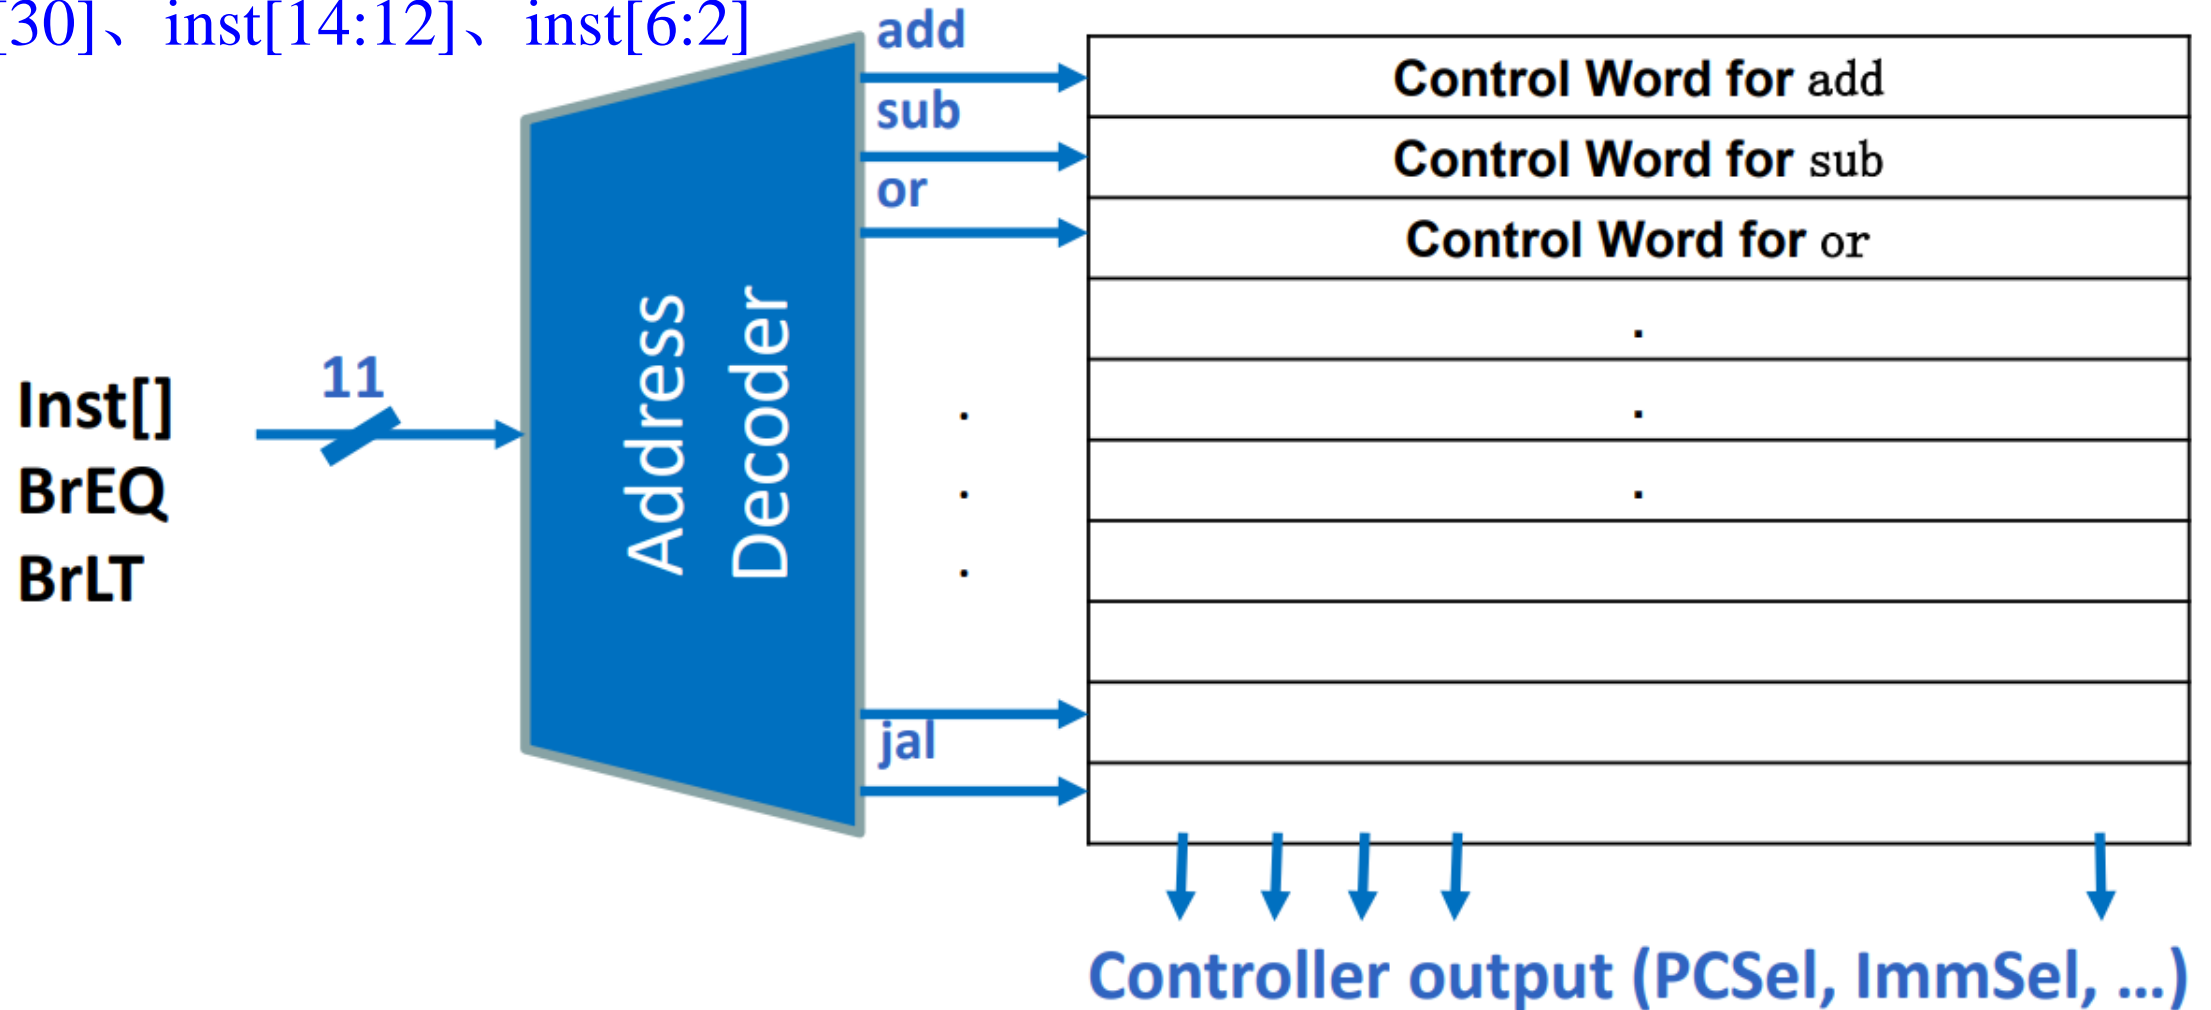 [30]、inst[14:12]、inst[6:2]
add
Control Word for add
sub
Control Word for sub
or
Control Word for or
.
11
Inst[]
BrEQ
BrLT
Address
Decoder
.
.
.
.
.
jal
Controller output (PCSel, ImmSel, ...)